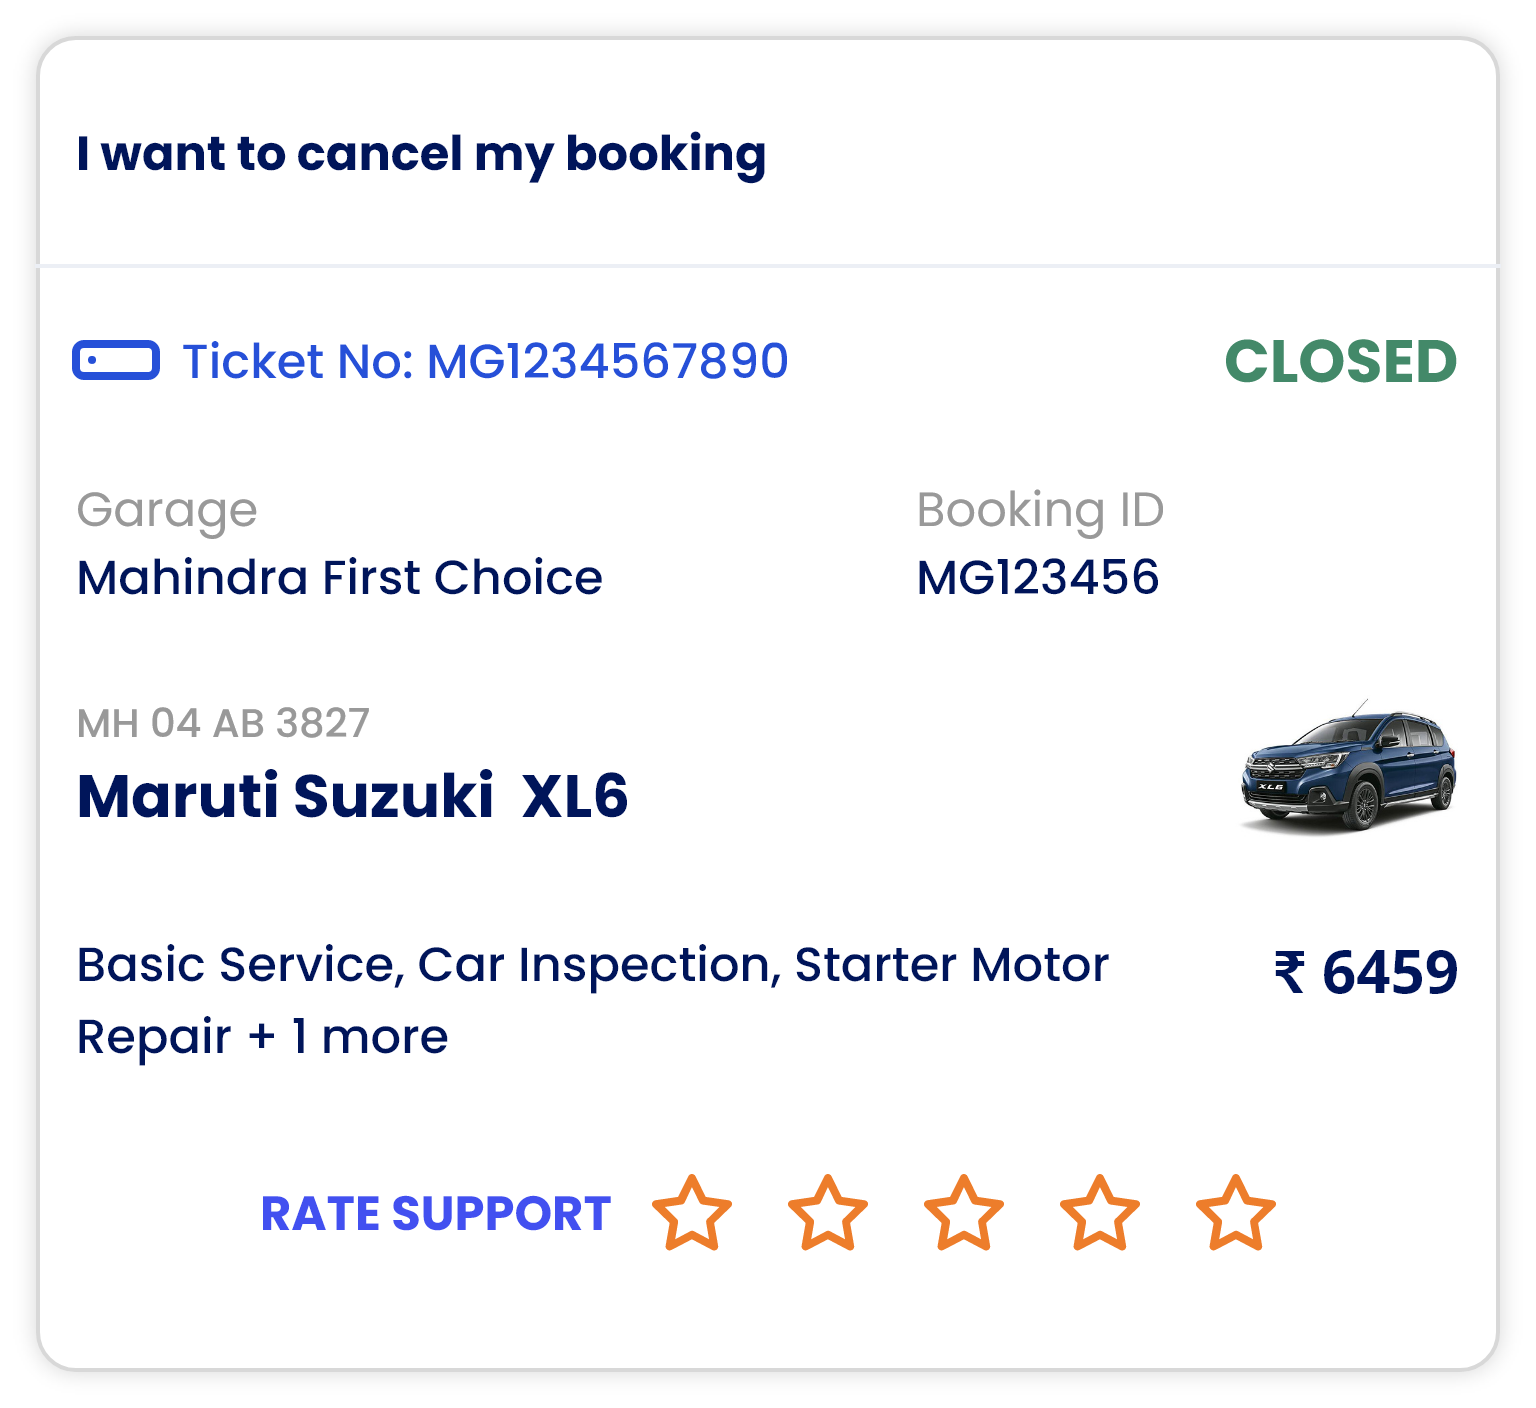 I want to cancel my booking
Ticket No: MG1234567890
CLOSED
Garage
Booking ID
Mahindra First Choice
MG123456
MH 04 AB 3827
Maruti Suzuki  XL6
XL6
Basic Service, Car Inspection, Starter Motor
₹ 6459
Repair + 1 more
RATE SUPPORT